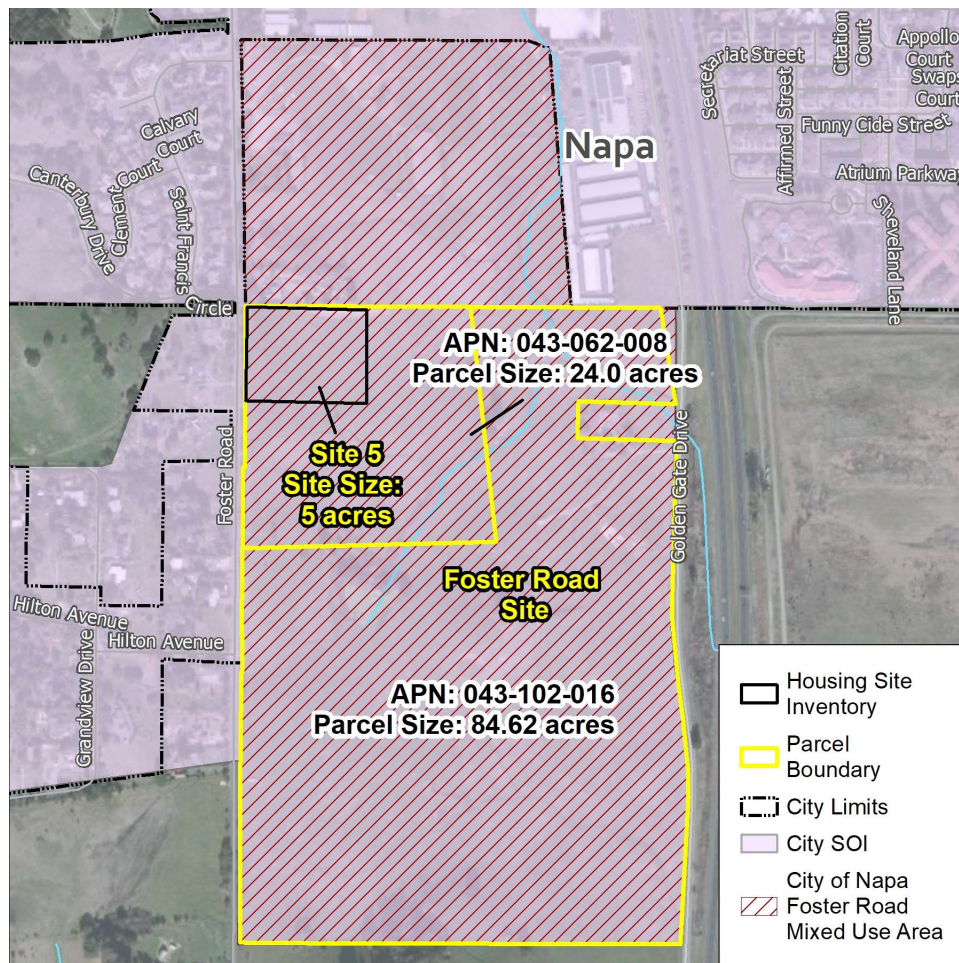 Secretariat Street
Citation
Court
Appollo
Court
Swaps
Court
Calvary
Court
Napa
Affirmed Street
Funny Cide Street
Canterbury Drive
Clement Court
Saint Francis Circle
Atrium Parkway
Sheveland Lane
APN: 043-062-008
Parcel Size: 24.0 acres
Foster Road
Site 5
Site Size:
5 acres
Golden Gate Drive
Foster Road
Site
Hilton Avenue
Hilton Avenue
Grandview Drive
APN: 043-102-016
Parcel Size: 84.62 acres
Housing Site
Inventory
Parcel
Boundary
City Limits
City SOI
City of Napa
Foster Road
Mixed Use Area